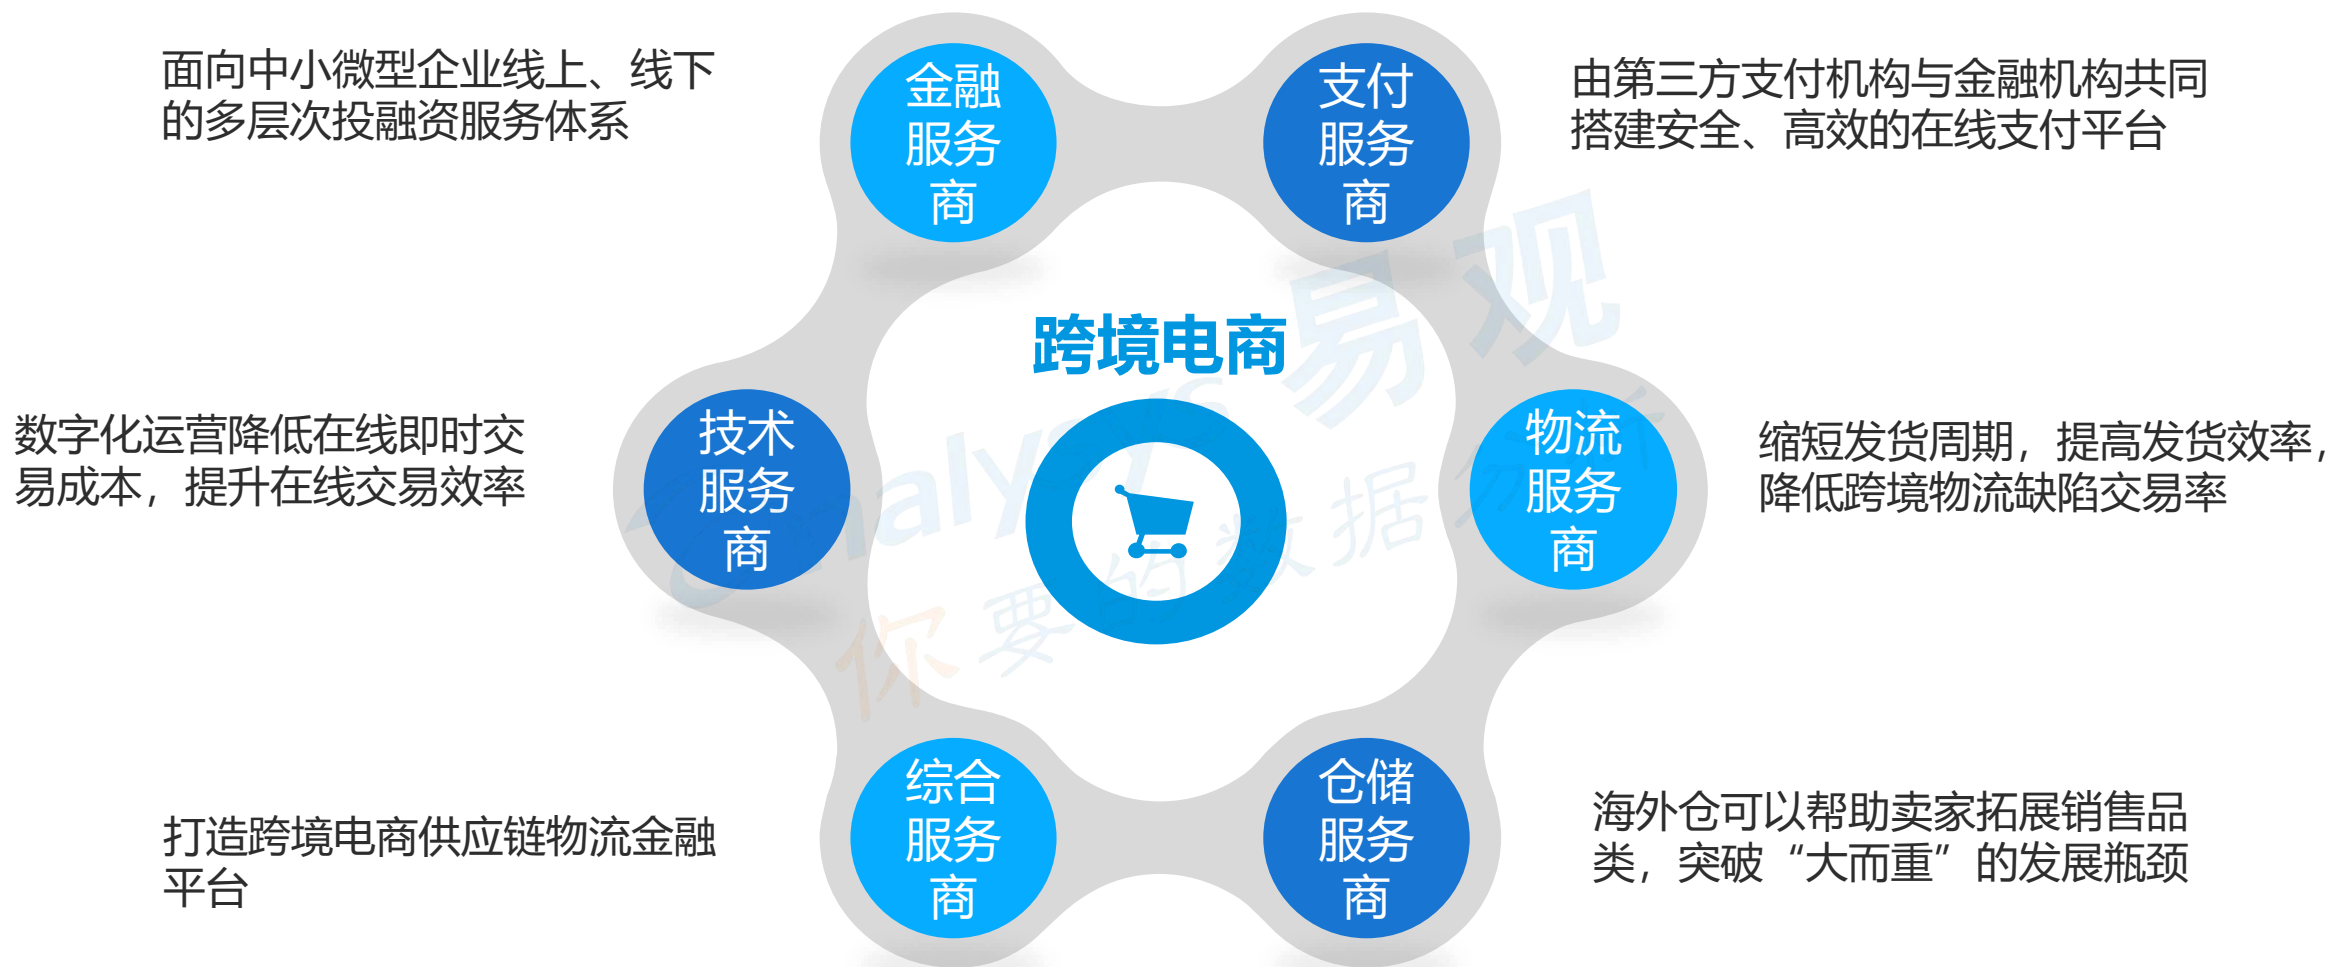 面向中小微型企业线上、线下
的多层次投融资服务体系
金融
服务
商
支付
服务
商
由第三方支付机构与金融机构共同
搭建安全、高效的在线支付平台
跨境电商
数字化运营降低在线即时交
易成本，提升在线交易效率
技术
服务
商
物流
服务
商
缩短发货周期，提高发货效率，
降低跨境物流缺陷交易率
打造跨境电商供应链物流金融
平台
综合
服务
商
仓储
服务
商
海外仓可以帮助卖家拓展销售品
类，突破“大而重”的发展瓶颈
analysys 易观
你要的数据分析